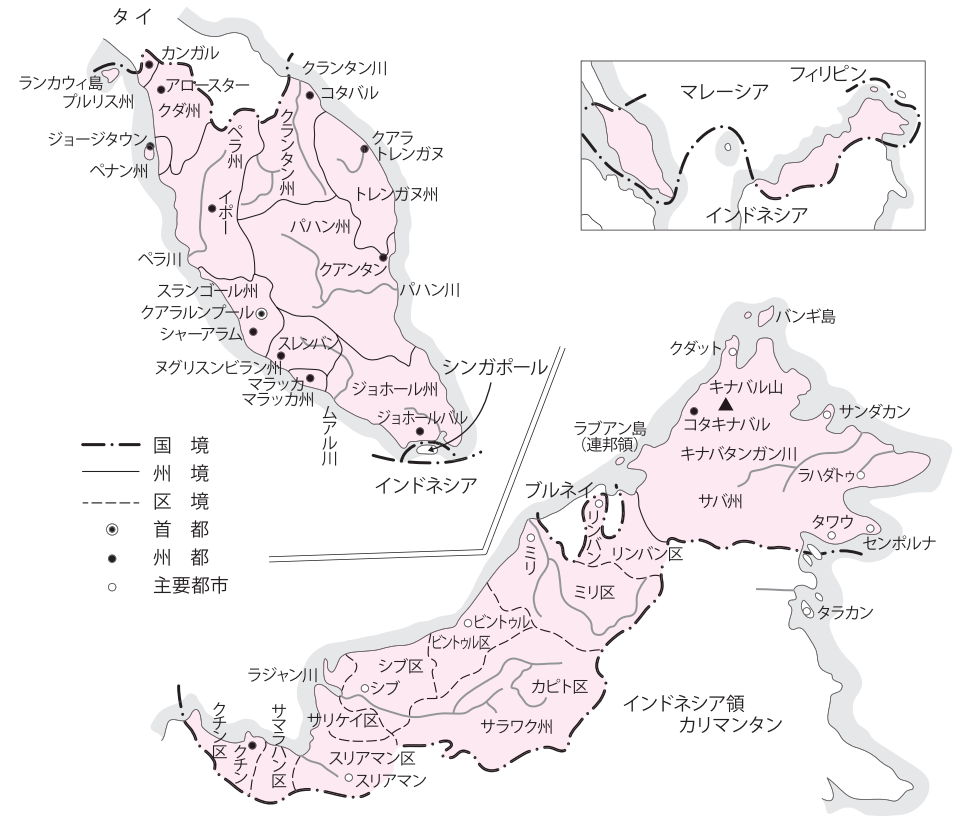 タイ
カンガル
ランカウィ島
プルリス州
アロースター
クダ州
クランタン川
コタバル
ジョージタウン
ペナン州
ペラ州
クランタン州
クアラ
トレンガヌ
トレンガヌ州
イポー
パハン州
ペラ川
クアンタン
スランゴール州
パハン川
クアラルンプール
シャーアラム
スレンバン
ヌグリスンビラン州
マラッカ
マラッカ州
ジョホール州
シンガポール
ムアル川
ジョホールバル
インドネシア
フィリピン
マレーシア
インドネシア
国境
州境
区境
首都
州都
主要都市
バンギ島
クダット
キナバル山
コタキナバル
サンダカン
ラブアン島
(連邦領)
キナバタンガン川
ラハダトゥ
サバ州
ブルネイ
リンバン
リンバン区
タワウ
センポルナ
ミリ
ミリ区
タラカン
ビントゥル
ビントゥル区
シブ区
シブ
ラジャン川
カピト区
サリケイ区
サラワク州
インドネシア領
カリマンタン
クチン区
クチン
サマラハン区
スリアマン区
スリアマン